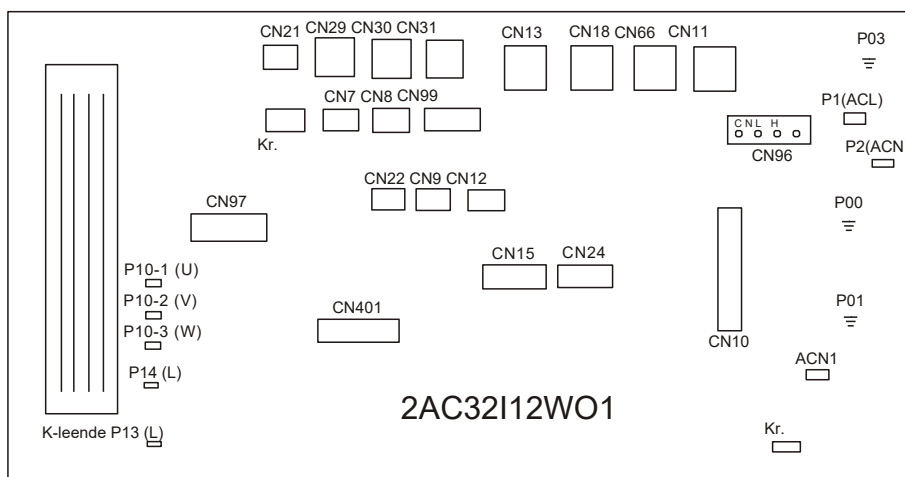 CN21 CN29 CN30 CN31 CN13 CN18 CN66 CN11 P03
P1(ACL)
CN7 CN8 CN99
CN L H
Kr.
CN96
P2(ACN
CN22 CN9 CN12
CN97
P00
CN15 CN24
P10-1 (U)
P10-2 (V)
CN401
P01
P10-3 (W)
CN10
ACN1
P14 (L)
2AC32I12WO1
K-leende P13 (L)
Kr.